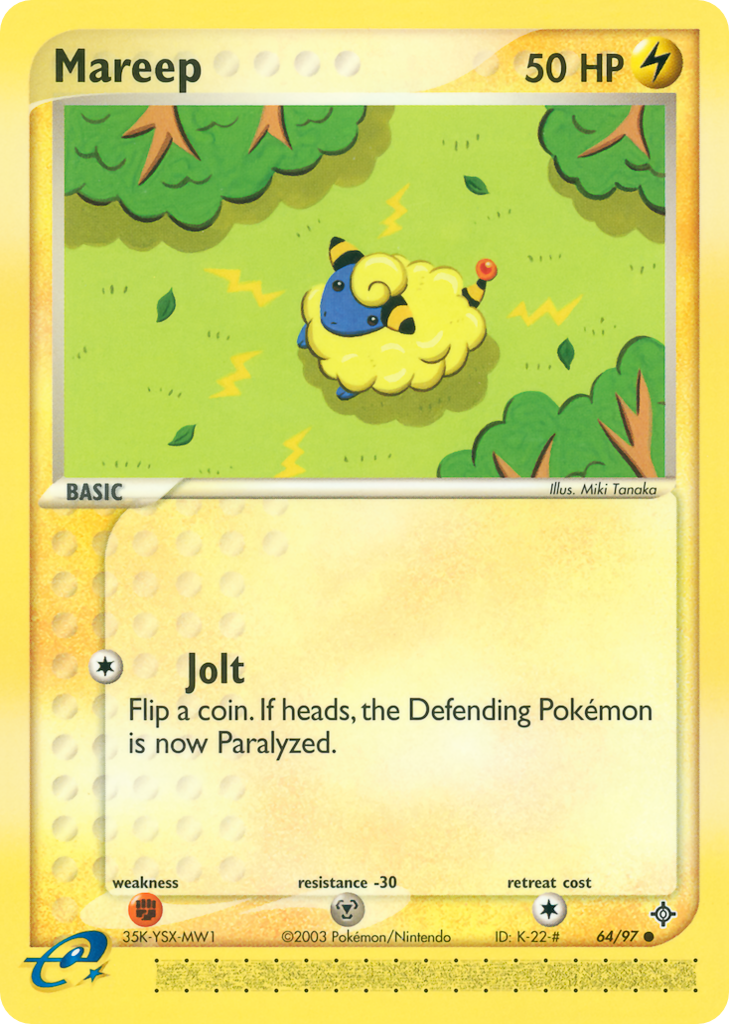 Mareep 50 HP
BASIC Illus. Miki Tanaka
Jolt
Flip a coin. If heads, the Defending Pokémon
is now Paralyzed.
weakness resistance -30 retreat cost
35K-YSX-MW1 ©2003 Pokémon/Nintendo ID: K-22-# 64/97
e